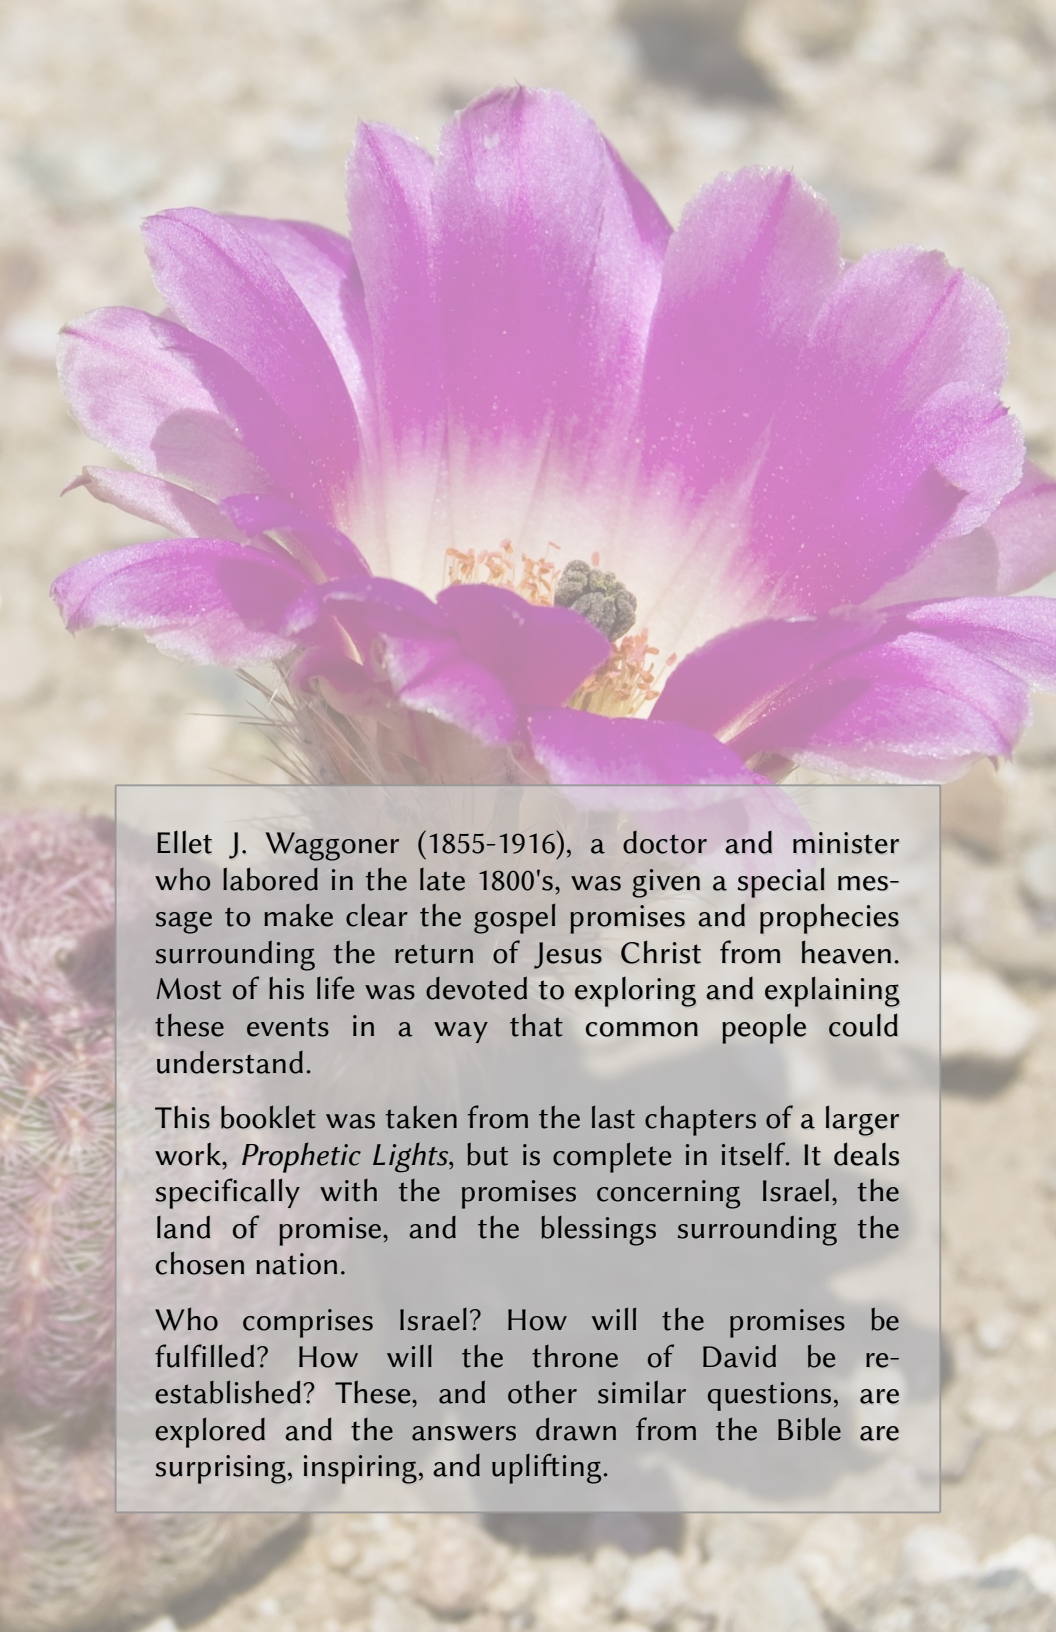 Ellet J. Waggoner (1855-1916), a doctor and minister
who labored in the late 1800's, was given a special mes-
sage to make clear the gospel promises and prophecies
surrounding the return of Jesus Christ from heaven.
Most of his life was devoted to exploring and explaining
these events in a way that common people could
understand.
This booklet was taken from the last chapters of a larger
work, Prophetic Lights, but is complete in itself. It deals
specifically with the promises concerning Israel, the
land of promise, and the blessings surrounding the
chosen nation.
Who comprises Israel? How will the promises be
fulfilled? How will the throne of David be re-
established? These, and other similar questions, are
explored and the answers drawn from the Bible are
surprising, inspiring, and uplifting.